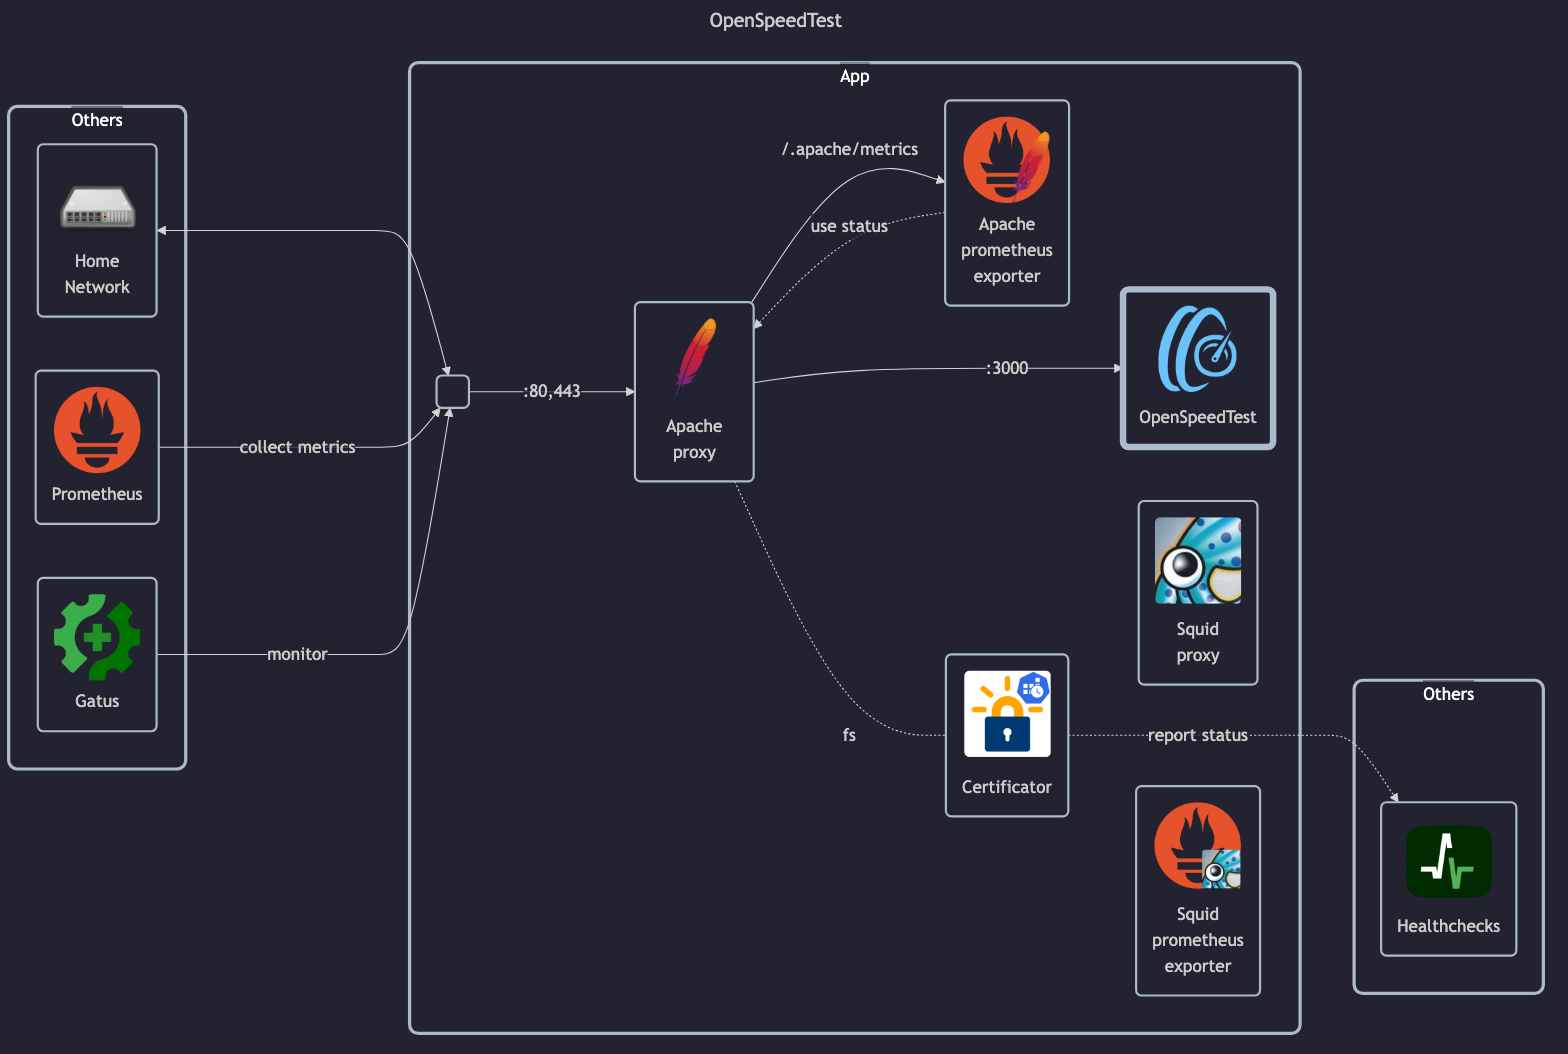 OpenSpeedTest
App
Others
Home
Network
Prometheus
Gatus
collect metrics
monitor
:80,443
Apache
proxy
/.apache/metrics
use status
Apache
prometheus
exporter
:3000
OpenSpeedTest
Squid
proxy
fs
Certificator
report status
Squid
prometheus
exporter
Others
Healthchecks